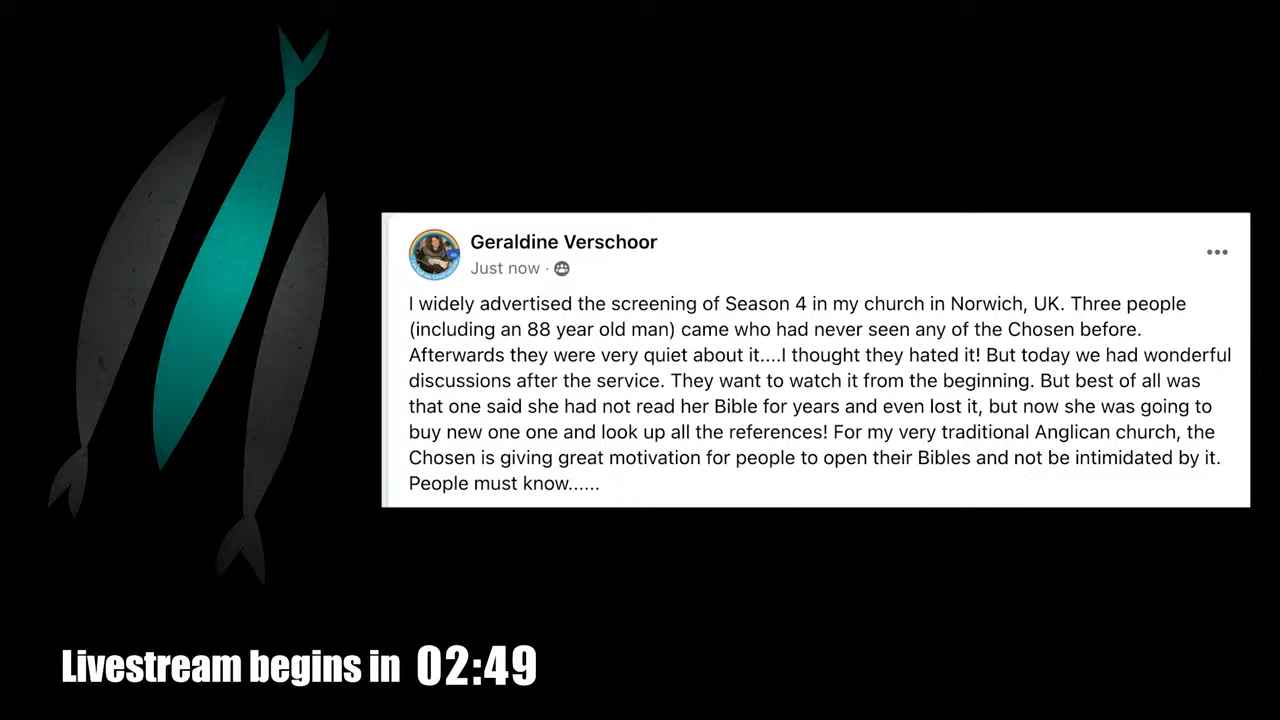 Geraldine Verschoor
Just now ·
I widely advertised the screening of Season 4 in my church in Norwich, UK. Three people
(including an 88 year old man) came who had never seen any of the Chosen before.
Afterwards they were very quiet about it....I thought they hated it! But today we had wonderful
discussions after the service. They want to watch it from the beginning. But best of all was
that one said she had not read her Bible for years and even lost it, but now she was going to
buy new one one and look up all the references! For my very traditional Anglican church, the
Chosen is giving great motivation for people to open their Bibles and not be intimidated by it.
People must know......
Livestream begins in 02:49